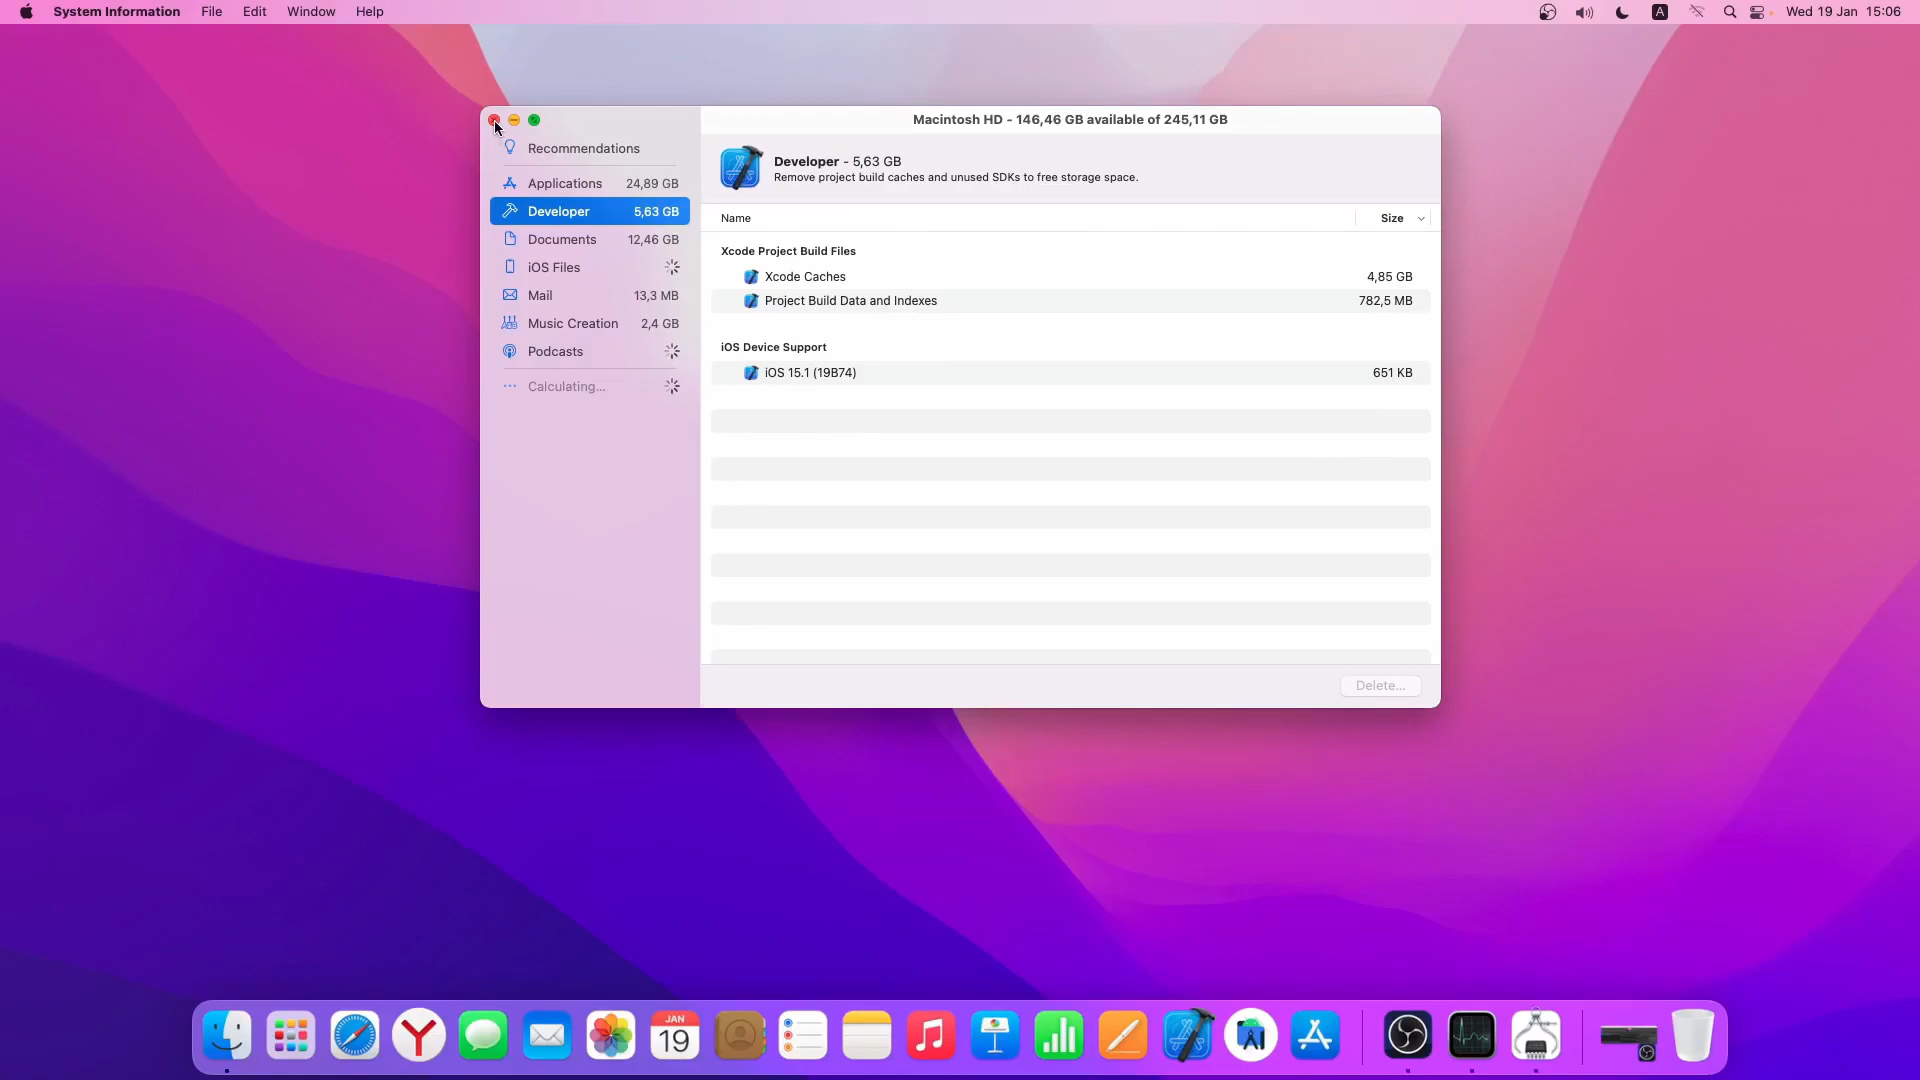 System Information File Edit Window Help
A Wed 19 Jan 15:06
Macintosh HD - 146,46 GB available of 245,11 GB
Recommendations
Applications 24,89 GB
Developer 5,63 GB
Documents 12,46 GB
iOS Files
Mail 13,3 MB
Music Creation 2,4 GB
Podcasts
Calculating...
Developer - 5,63 GB
Remove project build caches and unused SDKs to free storage space.
Name Size
Xcode Project Build Files
Xcode Caches 4,85 GB
Project Build Data and Indexes 782,5 MB
iOS Device Support
iOS 15.1 (19B74) 651 KB
Delete...
JAN
19